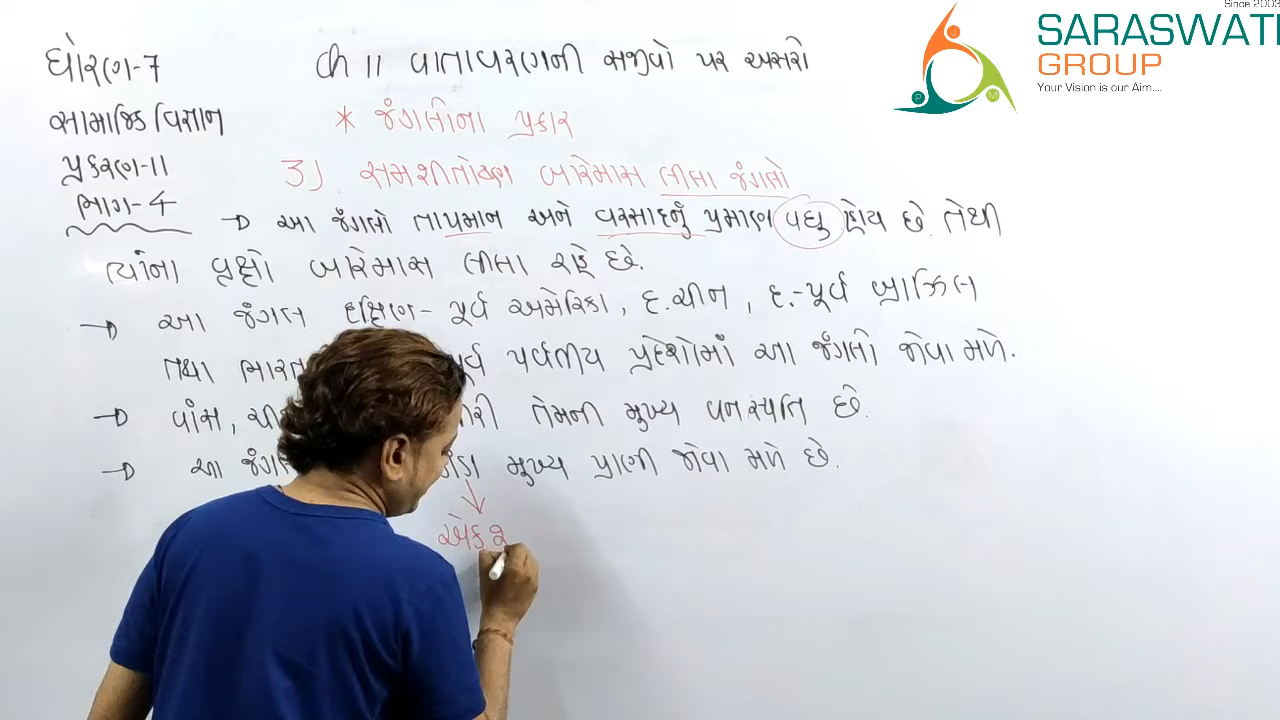 ધોરણ-7
સામાજિક વિજ્ઞાન
પ્રકરણ-11
ભાગ-4
Ch 11 વાતાવરણની સજીવો પર અસરો
* જંગલોના પ્રકાર
3) સમશીતોષ્ણ બારેમાસ લીલા જંગલો
→ આ જંગલો તાપમાન અને વરસાદનું પ્રમાણ વધુ હોય છે. તેથી
ત્યાંના વૃક્ષો બારેમાસ લીલા રહે છે.
→ આ જંગલ દક્ષિણ-પૂર્વ અમેરિકા, દ.ચીન, દ.-પૂર્વ બ્રાઝિલ
તથા ભારત પૂર્વ પર્વતીય પ્રદેશોમાં આ જંગલો જોવા મળે.
→ વાંસ, તેમની મુખ્ય વનસ્પતિ છે.
→ આ મુખ્ય પ્રાણી જોવા મળે છે.
એક
Since 2003
SARASWATI
GROUP
Your Vision is our Aim....
J
P
M